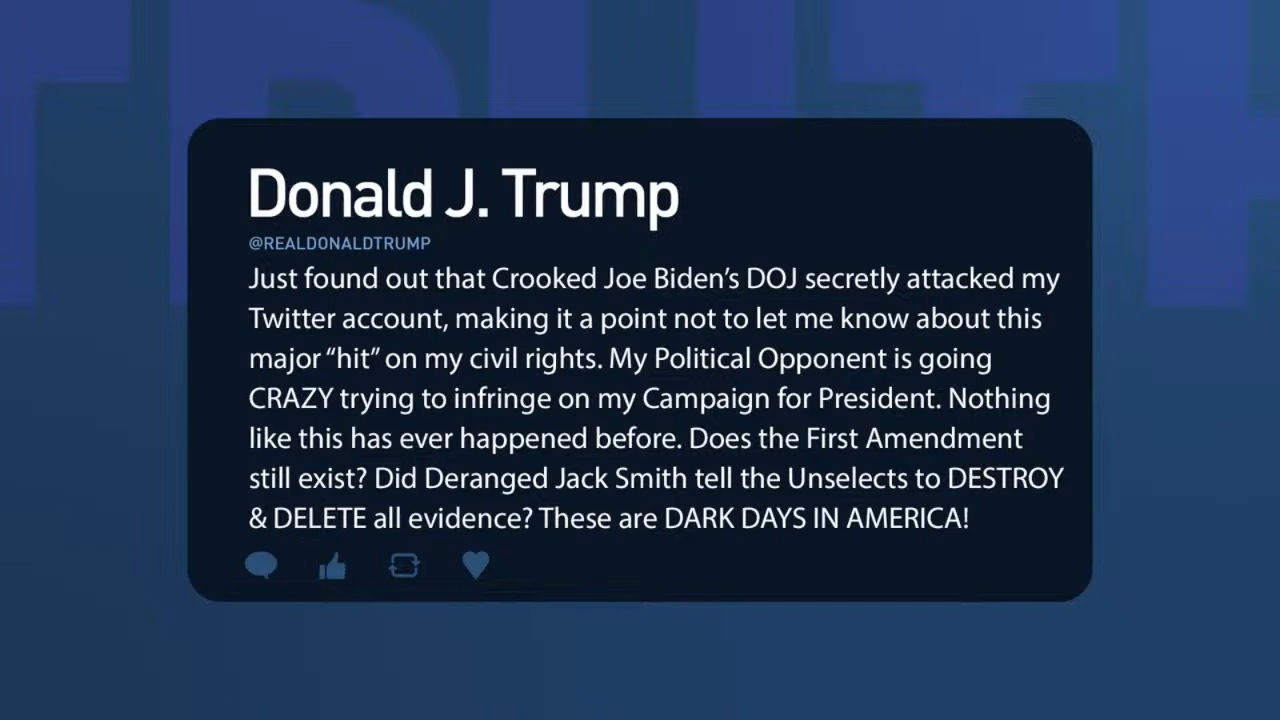 TRUTH
Donald J. Trump
@REALDONALDTRUMP
Just found out that Crooked Joe Biden’s DOJ secretly attacked my
Twitter account, making it a point not to let me know about this
major “hit” on my civil rights. My Political Opponent is going
CRAZY trying to infringe on my Campaign for President. Nothing
like this has ever happened before. Does the First Amendment
still exist? Did Deranged Jack Smith tell the Unselects to DESTROY
& DELETE all evidence? These are DARK DAYS IN AMERICA!